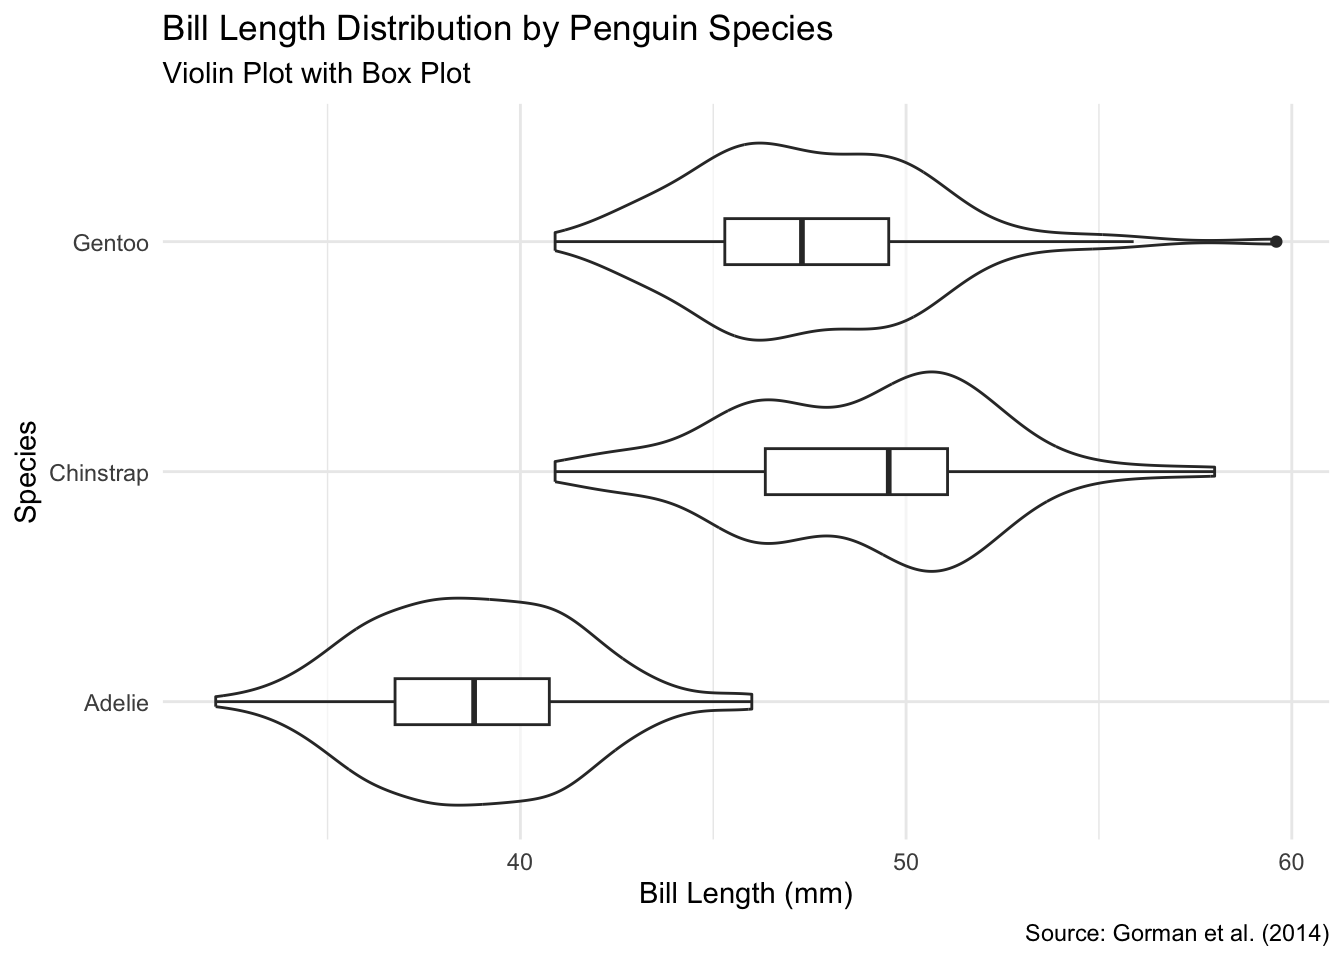 Bill Length Distribution by Penguin Species
Violin Plot with Box Plot
Species
Gentoo
Chinstrap
Adelie
40
50
60
Bill Length (mm)
Source: Gorman et al. (2014)